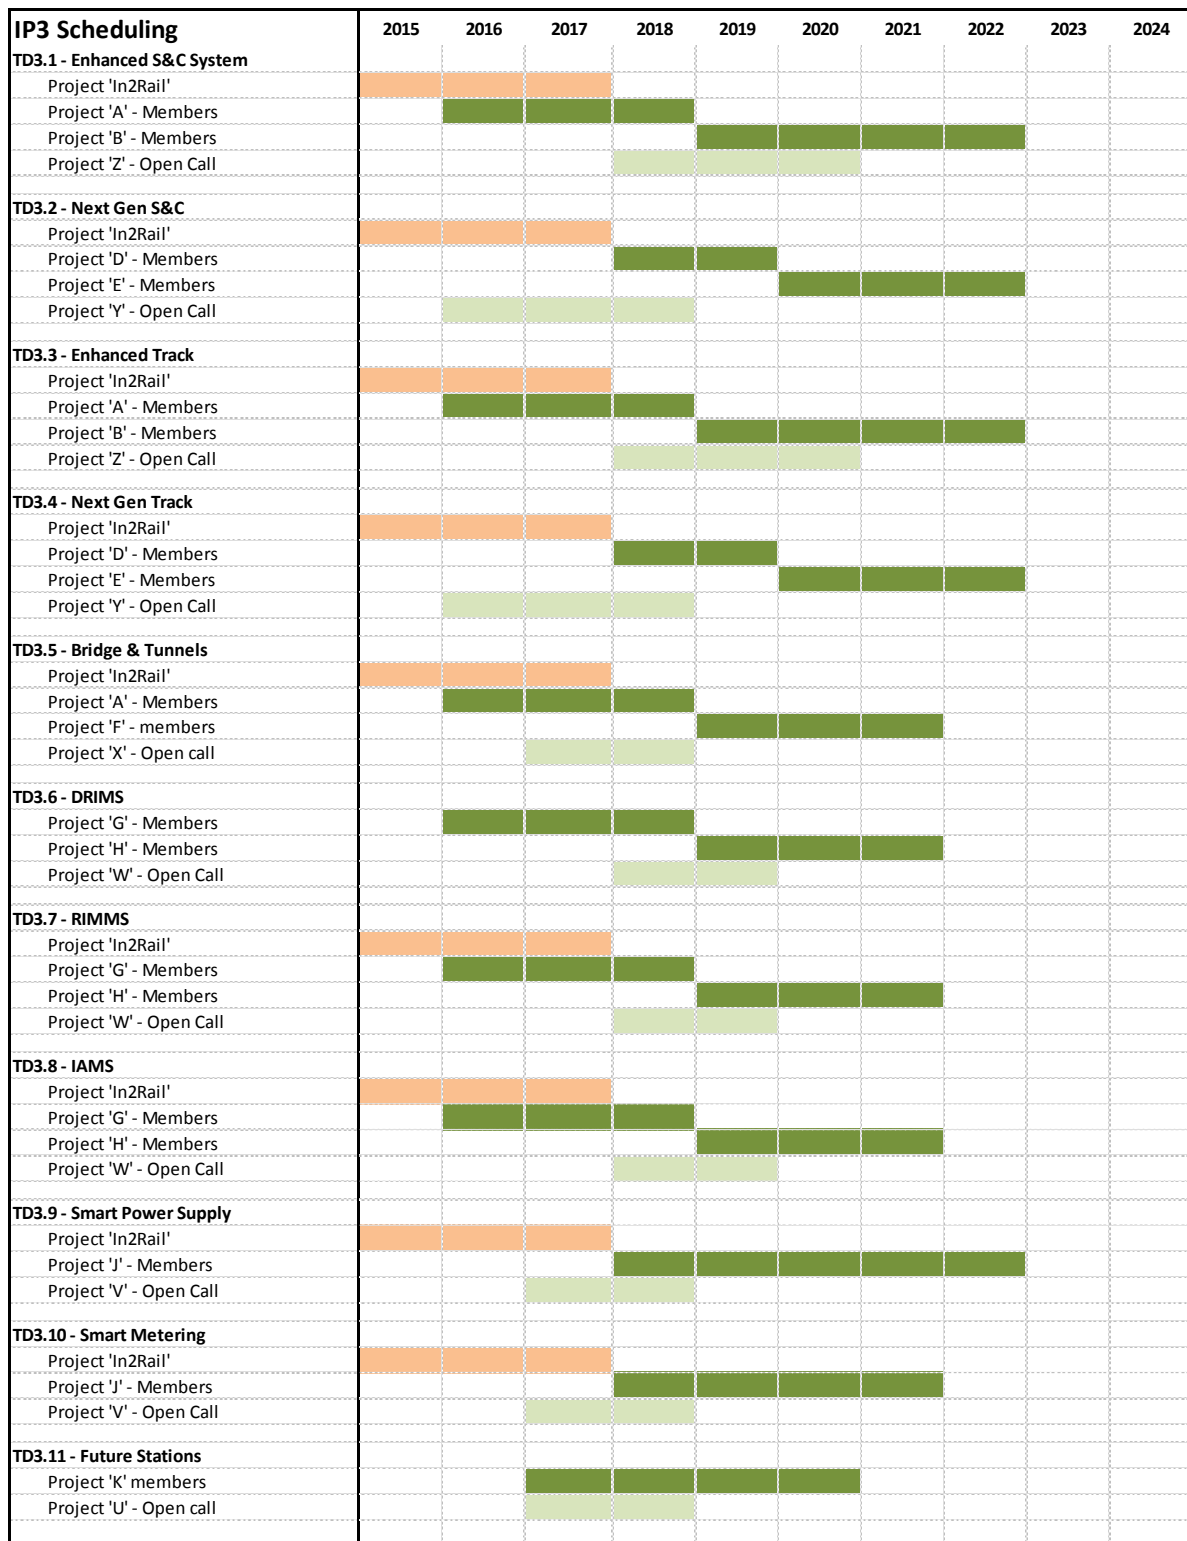 IP3 Scheduling 2015 2016 2017 2018 2019 2020 2021 2022 2023 2024
TD3.1 - Enhanced S&C System
Project 'In2Rail'
Project 'A' - Members
Project 'B' - Members
Project 'Z' - Open Call
TD3.2 - Next Gen S&C
Project 'In2Rail'
Project 'D' - Members
Project 'E' - Members
Project 'Y' - Open Call
TD3.3 - Enhanced Track
Project 'In2Rail'
Project 'A' - Members
Project 'B' - Members
Project 'Z' - Open Call
TD3.4 - Next Gen Track
Project 'In2Rail'
Project 'D' - Members
Project 'E' - Members
Project 'Y' - Open Call
TD3.5 - Bridge & Tunnels
Project 'In2Rail'
Project 'A' - Members
Project 'F' - members
Project 'X' - Open call
TD3.6 - DRIMS
Project 'G' - Members
Project 'H' - Members
Project 'W' - Open Call
TD3.7 - RIMMS
Project 'In2Rail'
Project 'G' - Members
Project 'H' - Members
Project 'W' - Open Call
TD3.8 - IAMS
Project 'In2Rail'
Project 'G' - Members
Project 'H' - Members
Project 'W' - Open Call
TD3.9 - Smart Power Supply
Project 'In2Rail'
Project 'J' - Members
Project 'V' - Open Call
TD3.10 - Smart Metering
Project 'In2Rail'
Project 'J' - Members
Project 'V' - Open Call
TD3.11 - Future Stations
Project 'K' members
Project 'U' - Open call